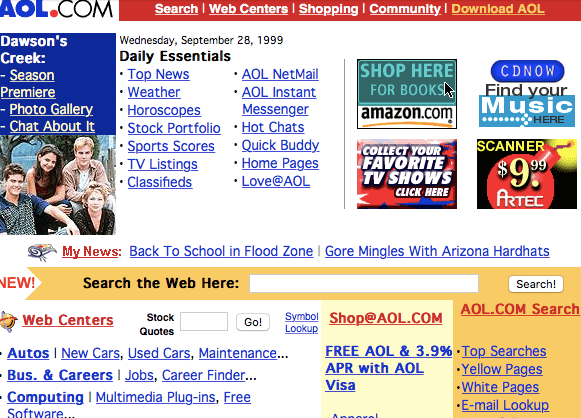 AOL.COM
Search | Web Centers | Shopping | Community | Download AOL
Dawson's
Creek:
- Season
Premiere
- Photo Gallery
- Chat About It
Wednesday, September 28, 1999
Daily Essentials
· Top News
· Weather
· Horoscopes
· Stock Portfolio
· Sports Scores
· TV Listings
· Classifieds
· AOL NetMail
· AOL Instant
Messenger
· Hot Chats
· Quick Buddy
· Home Pages
· Love@AOL
SHOP HERE
FOR BOOKS
amazon.com
COLLECT YOUR
FAVORITE
TV SHOWS
CLICK HERE
CDNOW
Find your
Music
HERE
SCANNER
$9.99
ARTEC
My News: Back To School in Flood Zone | Gore Mingles With Arizona Hardhats
NEW!
Search the Web Here:
Search!
Web Centers
Stock
Quotes
Go!
Symbol
Lookup
· Autos | New Cars, Used Cars, Maintenance...
· Bus. & Careers | Jobs, Career Finder...
· Computing | Multimedia Plug-ins, Free
Software...
Shop@AOL.COM
FREE AOL & 3.9%
APR with AOL
Visa
Apparel
AOL.COM Search
· Top Searches
· Yellow Pages
· White Pages
· E-mail Lookup